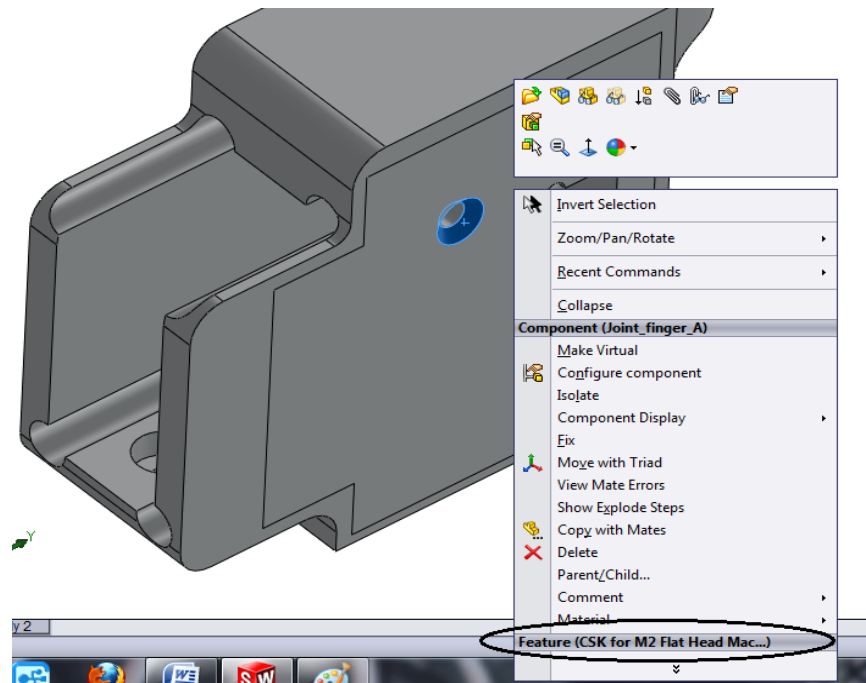 Invert Selection
Zoom/Pan/Rotate
Recent Commands
Collapse
Component (Joint_finger_A)
Make Virtual
Configure component
Isolate
Component Display
Fix
Move with Triad
View Mate Errors
Show Explode Steps
Copy with Mates
Delete
Parent/Child...
Comment
Material
Feature (CSK for M2 Flat Head Mac...)
Y
y 2
W
SW